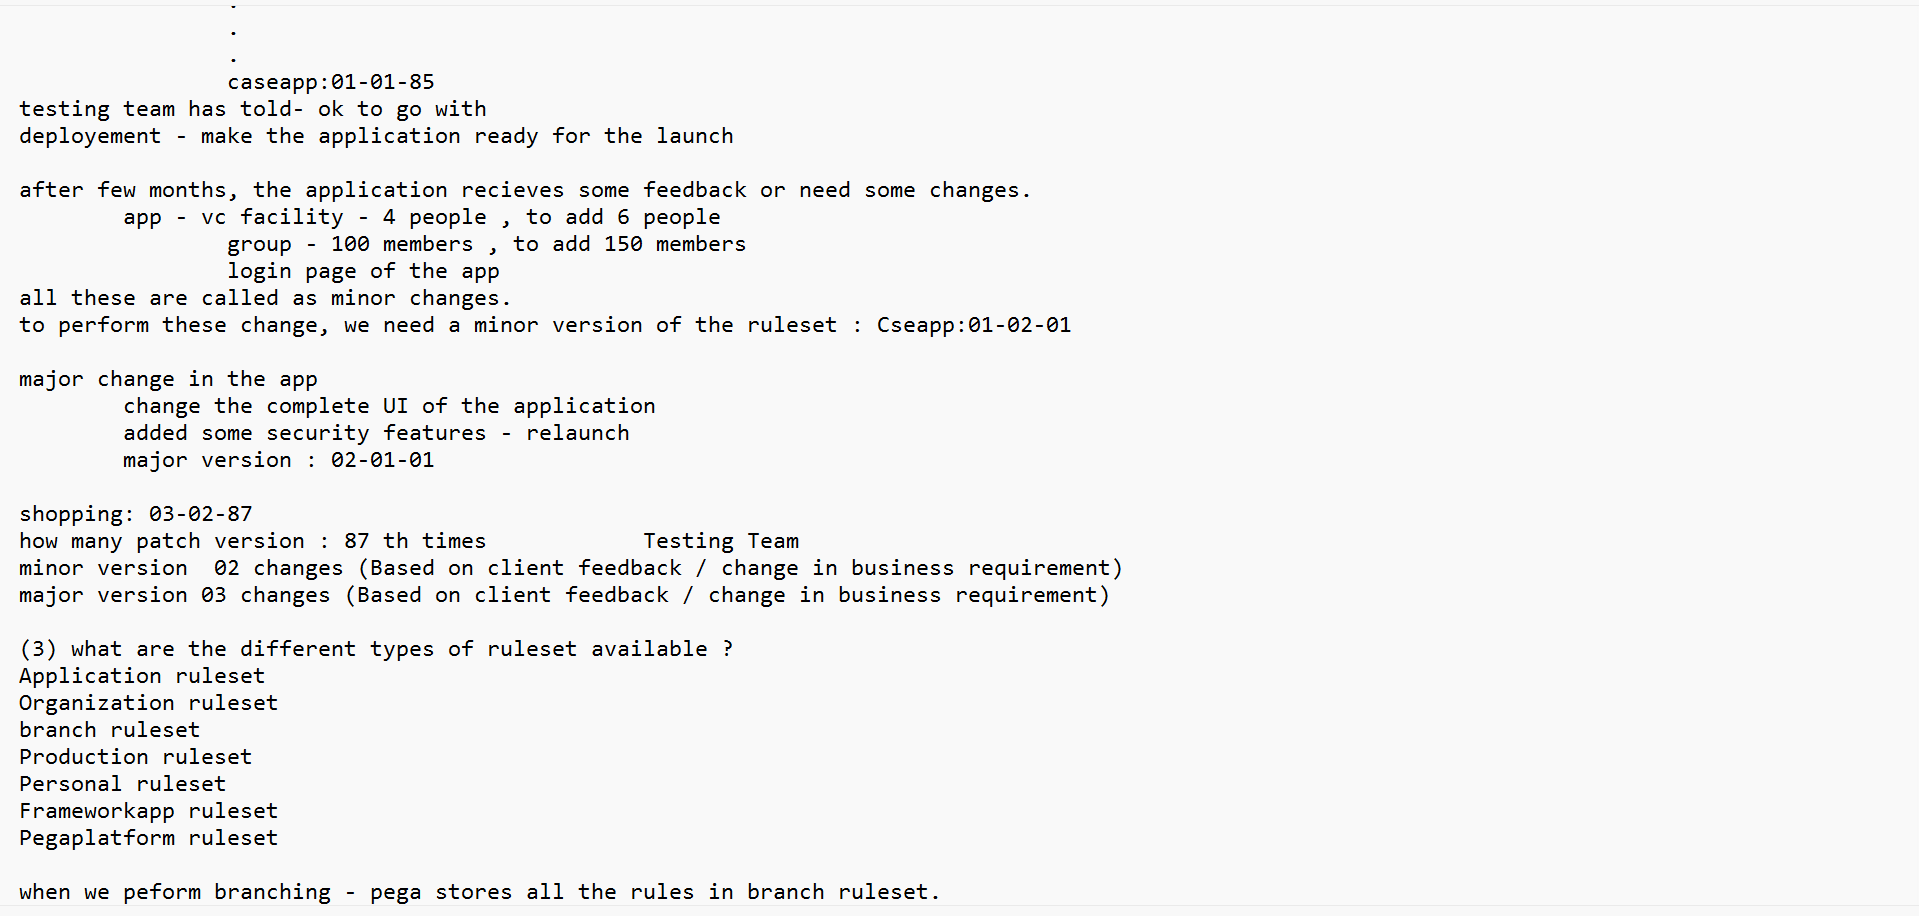 .
.
.
caseapp:01-01-85
testing team has told- ok to go with
deployement - make the application ready for the launch
after few months, the application recieves some feedback or need some changes.
app - vc facility - 4 people , to add 6 people
group - 100 members , to add 150 members
login page of the app
all these are called as minor changes.
to perform these change, we need a minor version of the ruleset : Cseapp:01-02-01
major change in the app
change the complete UI of the application
added some security features - relaunch
major version : 02-01-01
shopping: 03-02-87
how many patch version : 87 th times Testing Team
minor version  02 changes (Based on client feedback / change in business requirement)
major version 03 changes (Based on client feedback / change in business requirement)
(3) what are the different types of ruleset available ?
Application ruleset
Organization ruleset
branch ruleset
Production ruleset
Personal ruleset
Frameworkapp ruleset
Pegaplatform ruleset
when we peform branching - pega stores all the rules in branch ruleset.